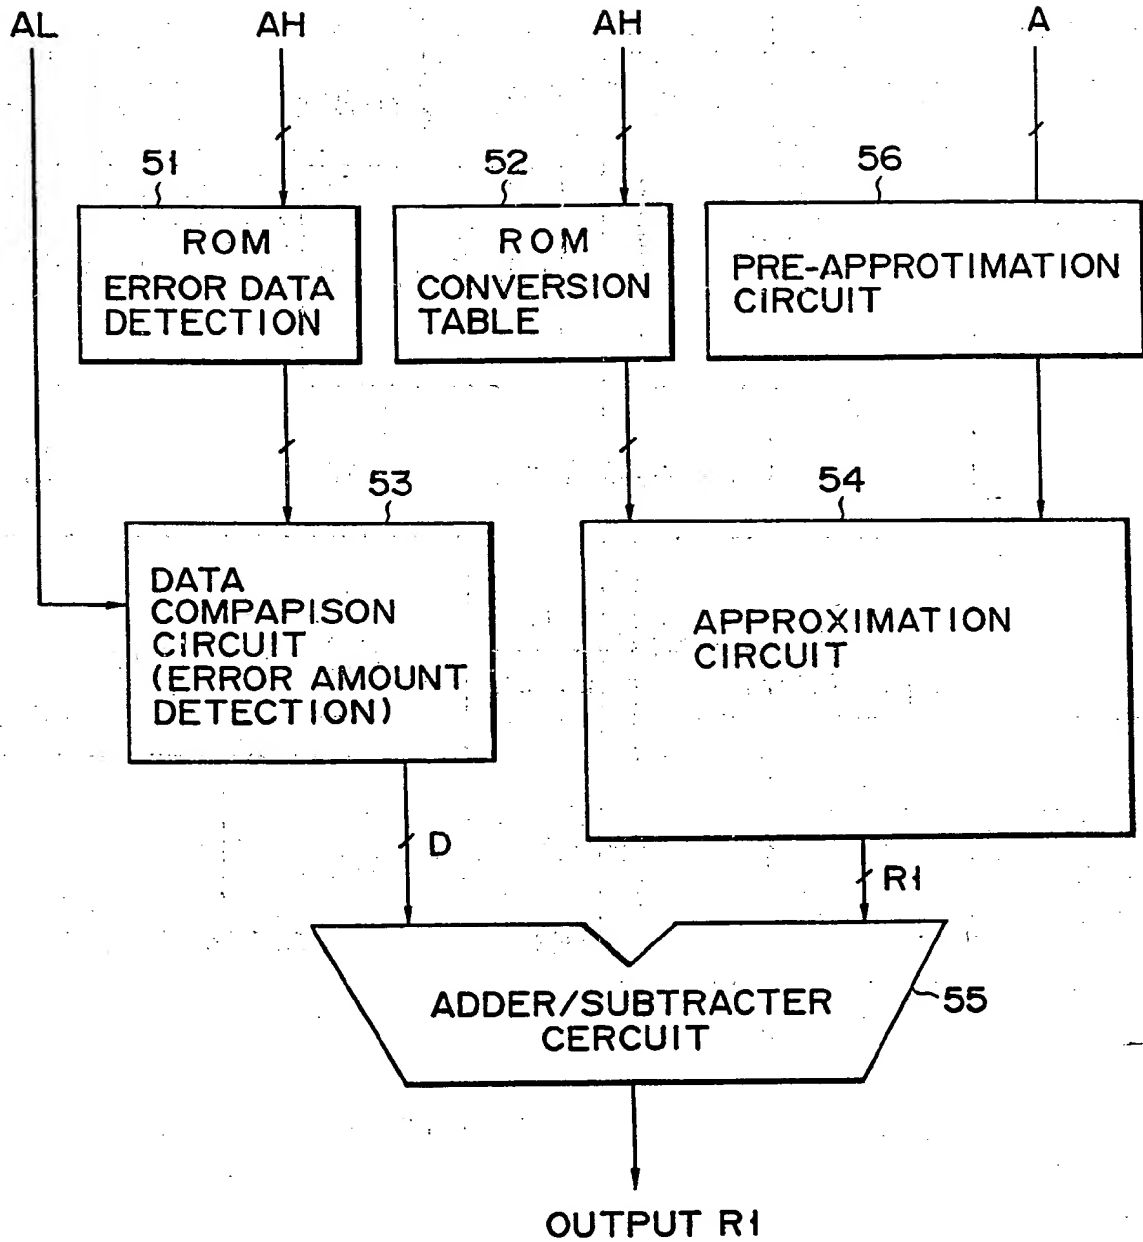 AL
AH
AH
A
51
52
56
ROM
ERROR DATA
DETECTION
ROM
CONVERSION
TABLE
PRE-APPROTIMATION
CIRCUIT
53
54
DATA
COMPAPISON
CIRCUIT
(ERROR AMOUNT
DETECTION)
APPROXIMATION
CIRCUIT
D
R1
ADDER/SUBTRACTER
CERCUIT
55
OUTPUT R1